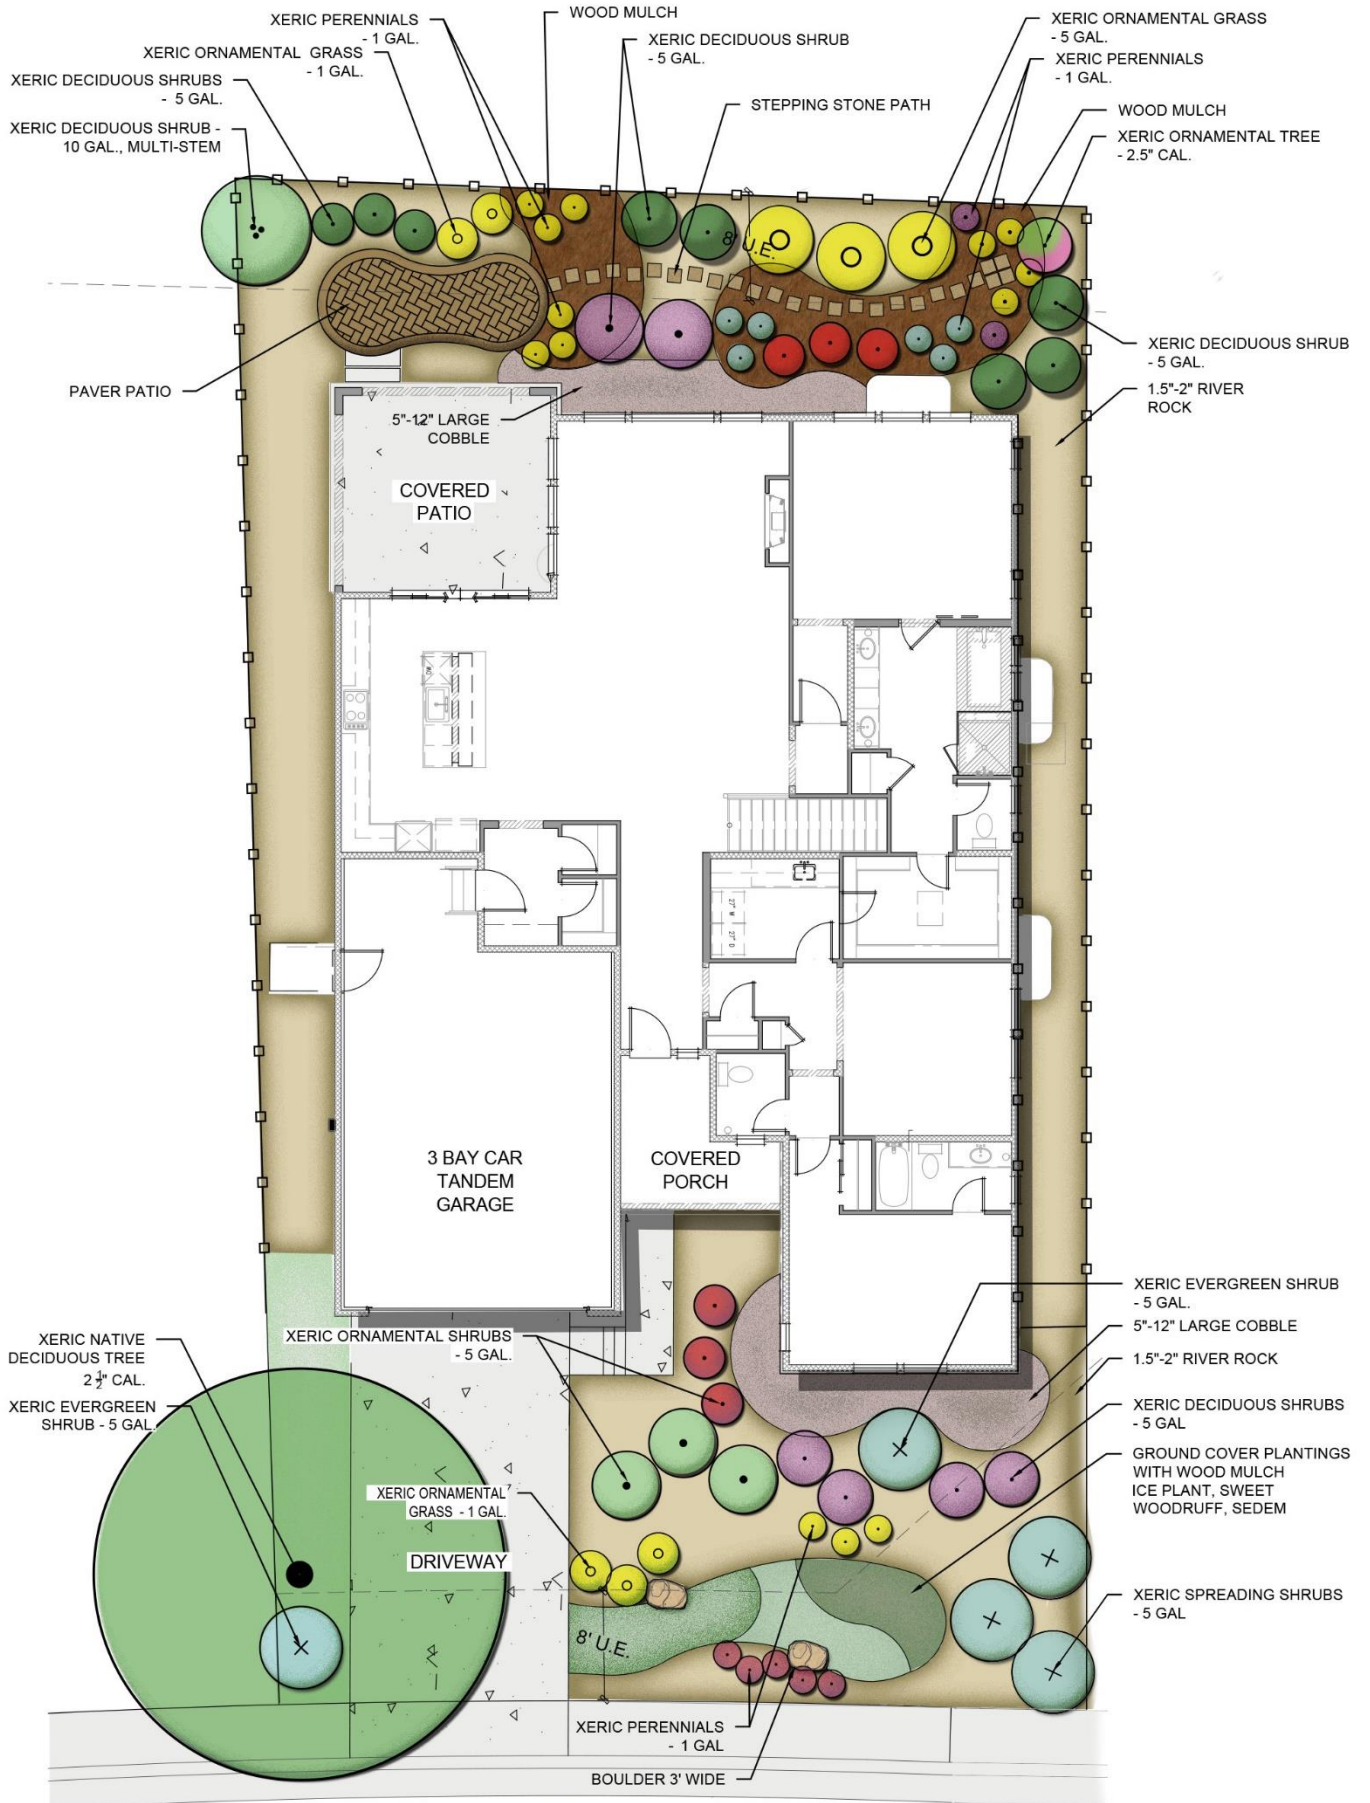 XERIC PERENNIALS
- 1 GAL.
WOOD MULCH
XERIC ORNAMENTAL GRASS
- 5 GAL.
XERIC ORNAMENTAL GRASS
- 1 GAL.
XERIC DECIDUOUS SHRUB
- 5 GAL.
XERIC PERENNIALS
- 1 GAL.
XERIC DECIDUOUS SHRUBS
- 5 GAL.
STEPPING STONE PATH
WOOD MULCH
XERIC DECIDUOUS SHRUB -
10 GAL., MULTI-STEM
XERIC ORNAMENTAL TREE
- 2.5" CAL.
8' U.E.
XERIC DECIDUOUS SHRUB
- 5 GAL.
PAVER PATIO
1.5"-2" RIVER
ROCK
5"-12" LARGE
COBBLE
COVERED
PATIO
27" W
27" D
3 BAY CAR
TANDEM
GARAGE
COVERED
PORCH
XERIC EVERGREEN SHRUB
- 5 GAL.
5"-12" LARGE COBBLE
XERIC ORNAMENTAL SHRUBS
- 5 GAL.
XERIC NATIVE
DECIDUOUS TREE
2 ½" CAL.
1.5"-2" RIVER ROCK
XERIC EVERGREEN
SHRUB - 5 GAL.
XERIC DECIDUOUS SHRUBS
- 5 GAL
GROUND COVER PLANTINGS
WITH WOOD MULCH
ICE PLANT, SWEET
WOODRUFF, SEDEM
XERIC ORNAMENTAL
GRASS - 1 GAL.
DRIVEWAY
XERIC SPREADING SHRUBS
- 5 GAL
8' U.E.
XERIC PERENNIALS
- 1 GAL
BOULDER 3' WIDE